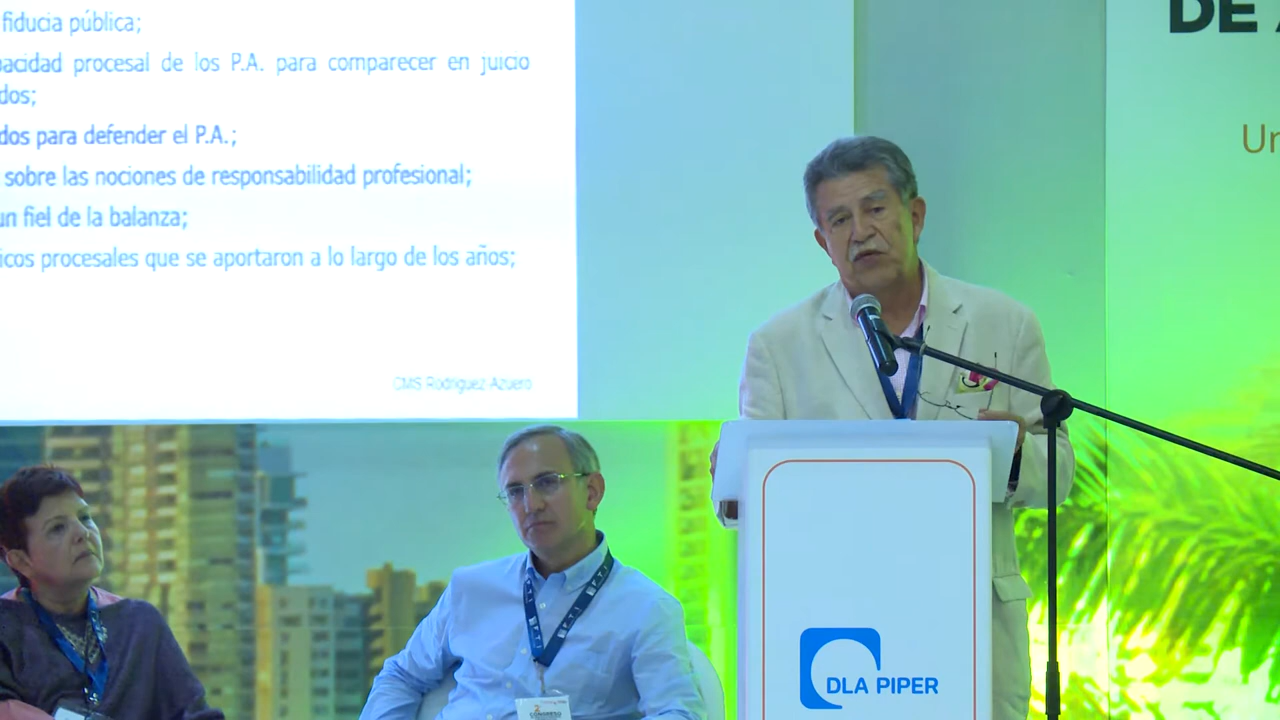 fiducia pública;
pacidad procesal de los P.A. para comparecer en juicio
dos;
dos para defender el P.A.;
sobre las nociones de responsabilidad profesional;
un fiel de la balanza;
icos procesales que se aportaron a lo largo de los años;
CMS Rodríguez-Azuero
DE
Un
DLA PIPER
CONGRESO